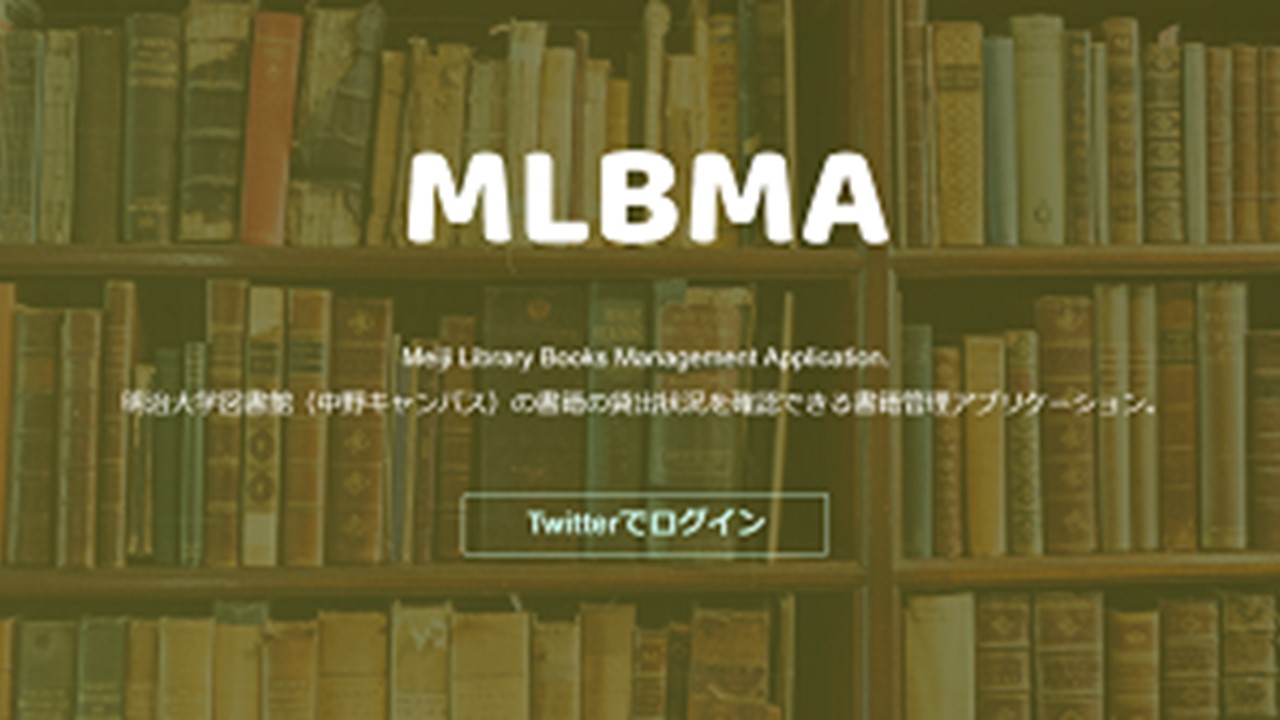 MLBMA
Meiji Library Books Management Application.
明治大学図書館（中野キャンパス）の書籍の貸出状況を確認できる書籍管理アプリケーション。
Twitterでログイン